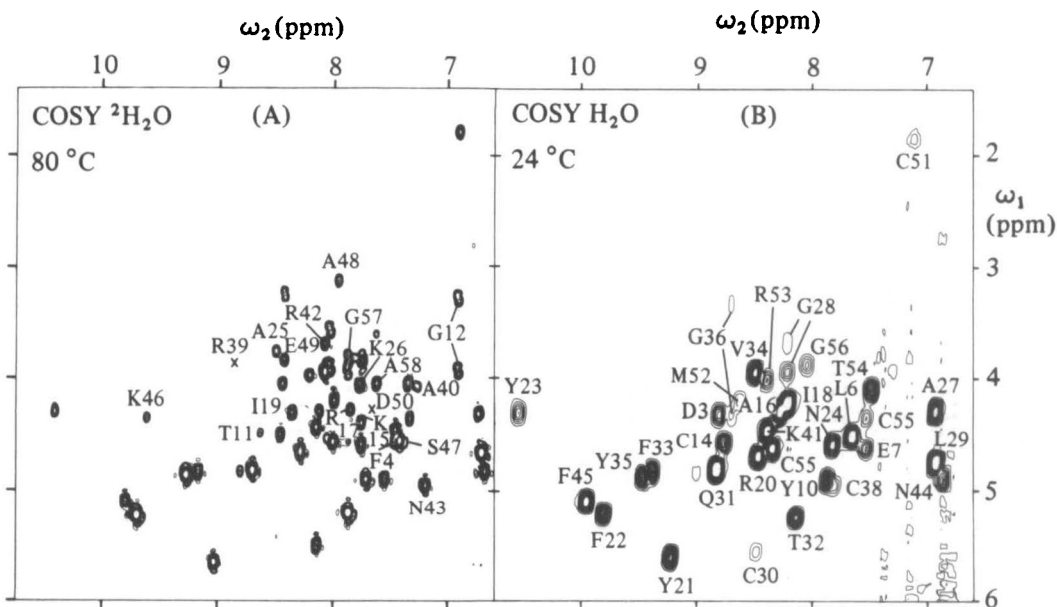 ω2 (ppm)
10 9 8 7
COSY ²H₂O (A)
80 °C
A48
R42
G57
A25
E49
K26
G12
R39
A58
K46
D50
A40
I19
R
K
T11
17
15
S47
F4
N43
ω2 (ppm)
10 9 8 7
COSY H₂O (B)
24 °C
C51
2
ω1
(ppm)
3
4
5
6
R53
G36
G28
V34
G56
M52
Y23
T54
I18
L6
A27
D3
A16
N24
C55
C14
K41
L29
F33
E7
Y35
C55
F45
R20
Y10
C38
N44
Q31
F22
T32
Y21
C30